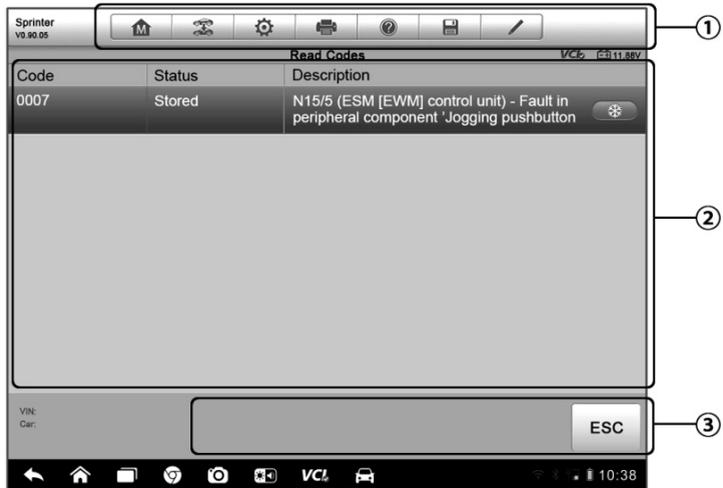 Sprinter
V0.90.05
M
①
Read Codes
VCI 11.88V
Code Status Description
0007 Stored N15/5 (ESM [EWM] control unit) - Fault in
peripheral component 'Jogging pushbutton
②
VIN:
Car:
ESC
③
VCI 10:38